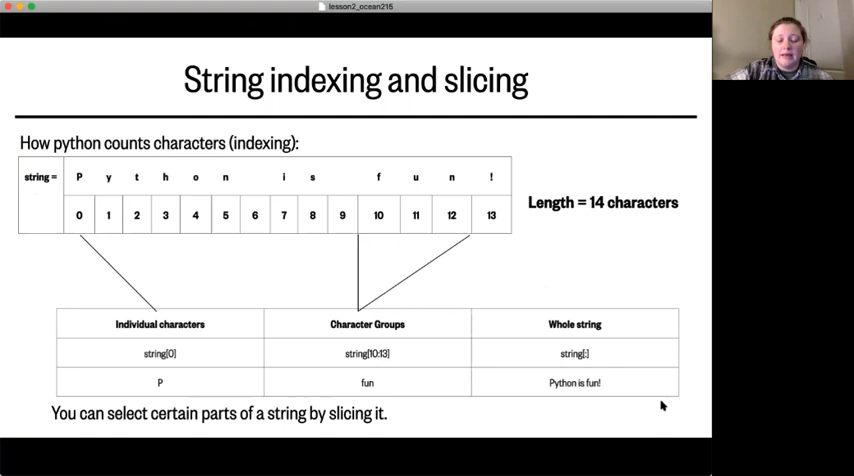 lesson2_ocean215
String indexing and slicing
How python counts characters (indexing):
string = P y t h o n i s f u n !
0 1 2 3 4 5 6 7 8 9 10 11 12 13
Length = 14 characters
Individual characters Character Groups Whole string
string[0] string[10:13] string[:]
P fun Python is fun!
You can select certain parts of a string by slicing it.